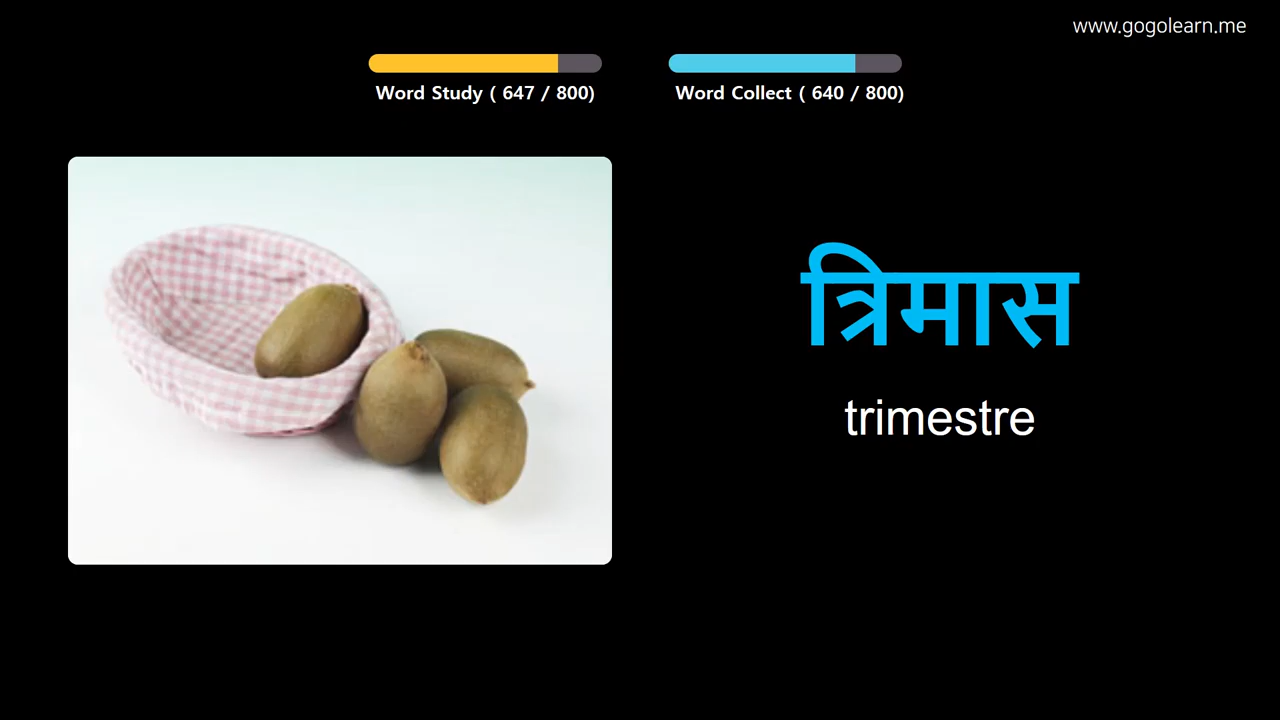 www.gogolearn.me
Word Study ( 647 / 800)
Word Collect ( 640 / 800)
त्रिमास
trimestre